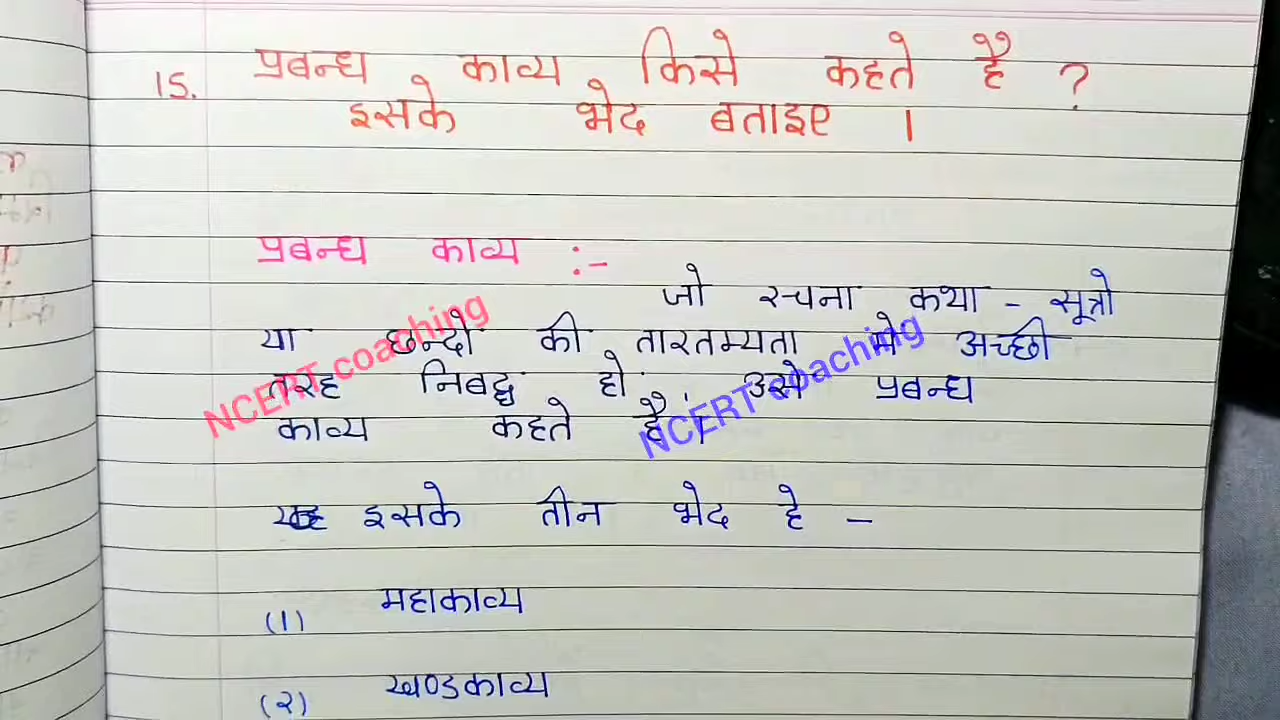 15. प्रबन्ध काव्य किसे कहते है ?
इसके भेद बताइए ।
प्रबन्ध काव्य :-
जो रचना कथा - सूत्रो
या छन्दो की तारतम्यता मे अच्छी
तरह निबद्ध हो उसे प्रबन्ध
काव्य कहते है ।
NCERT coaching
NCERT coaching
इसके तीन भेद हे -
(1) महाकाव्य
(२) खण्डकाव्य